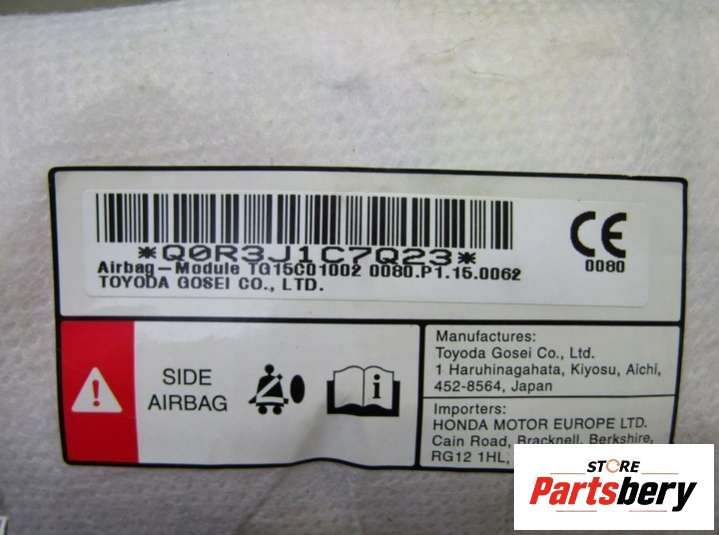 *Q0R3J1C7Q23*
Airbag-Module TG15C01002 0080.P1.15.0062
TOYODA GOSEI CO., LTD.
CE
0080
SIDE
AIRBAG
Manufactures:
Toyoda Gosei Co., Ltd.
1 Haruhinagahata, Kiyosu, Aichi,
452-8564, Japan
Importers:
HONDA MOTOR EUROPE LTD.
Cain Road, Bracknell, Berkshire,
RG12 1HL,
STORE
Partsbery